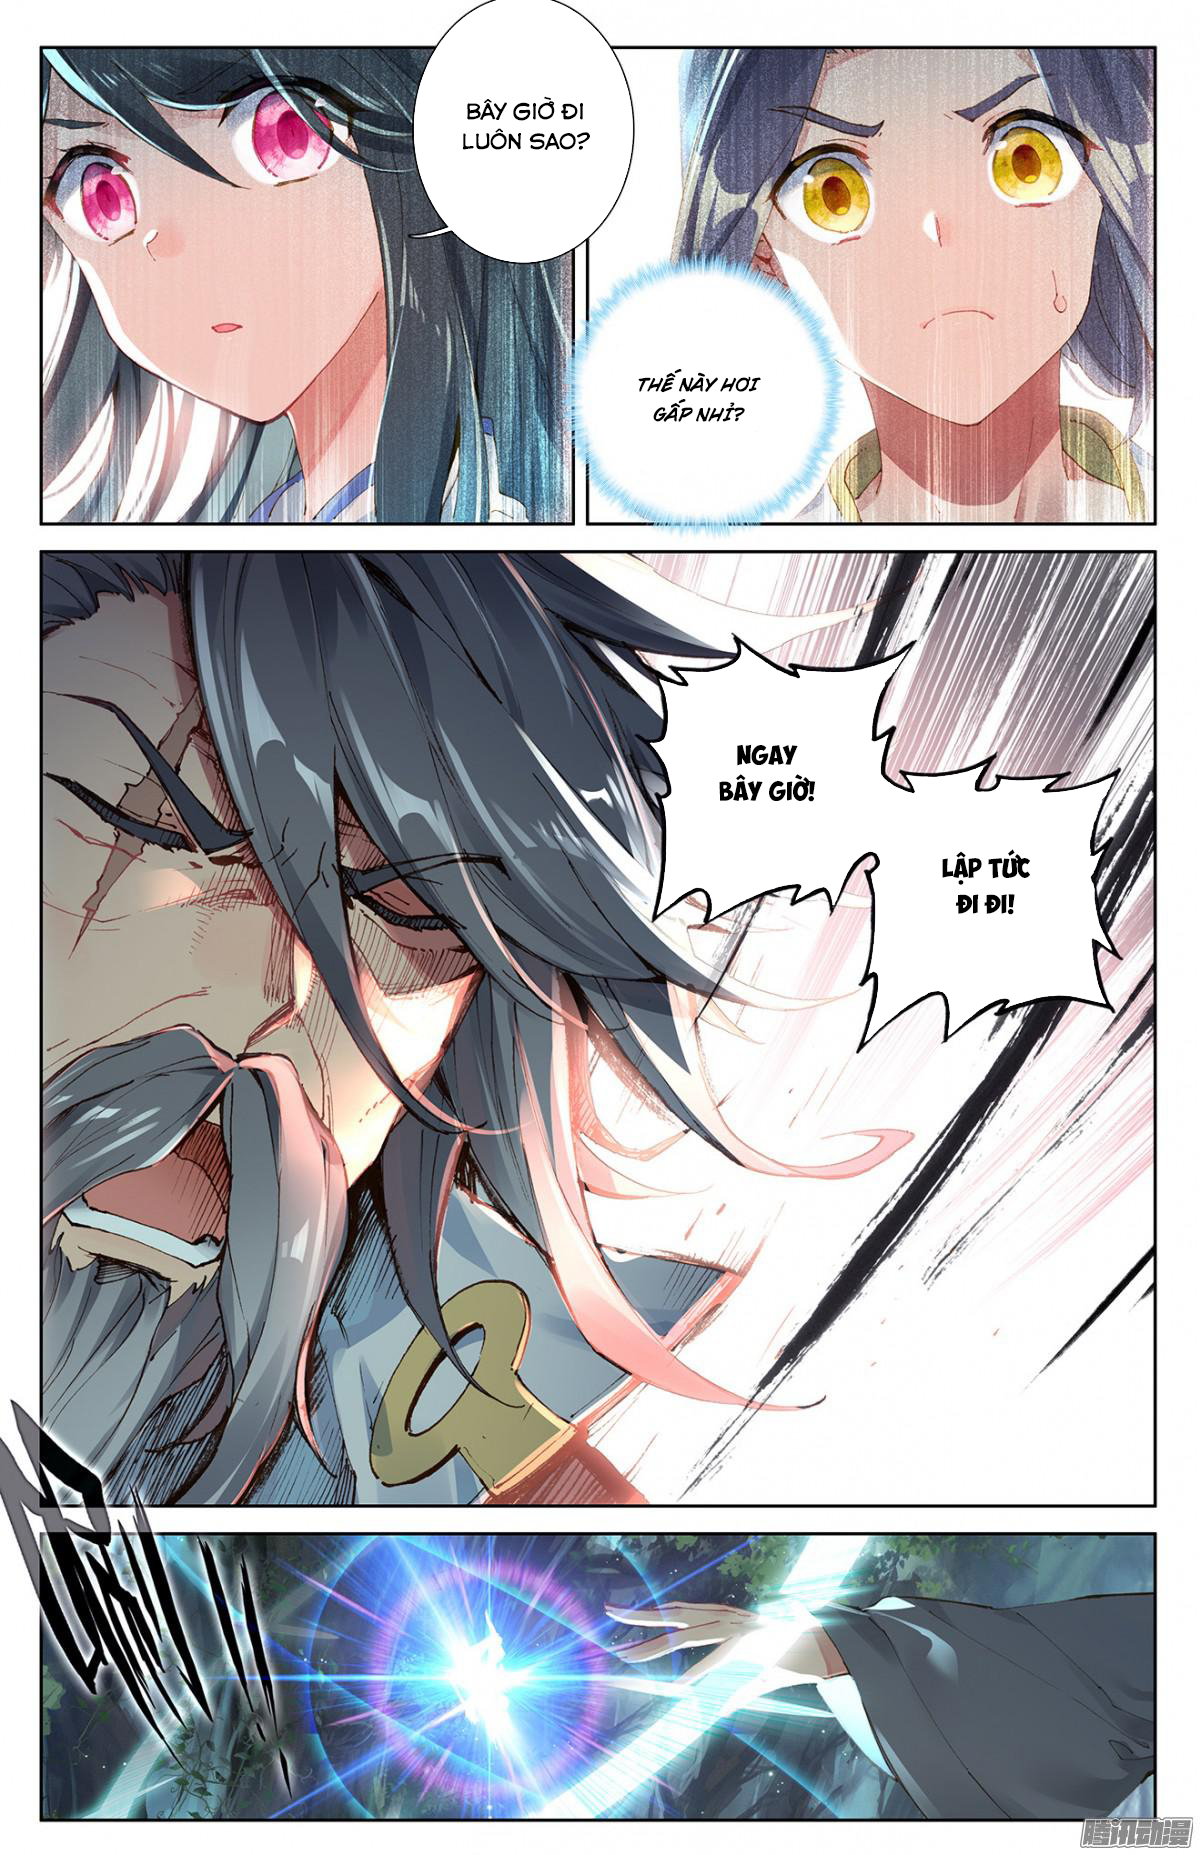 BÂY GIỜ ĐI
LUÔN SAO?
THẾ NÀY HƠI
GẤP NHỈ?
NGAY
BÂY GIỜ!
LẬP TỨC
ĐI ĐI!
腾讯动漫